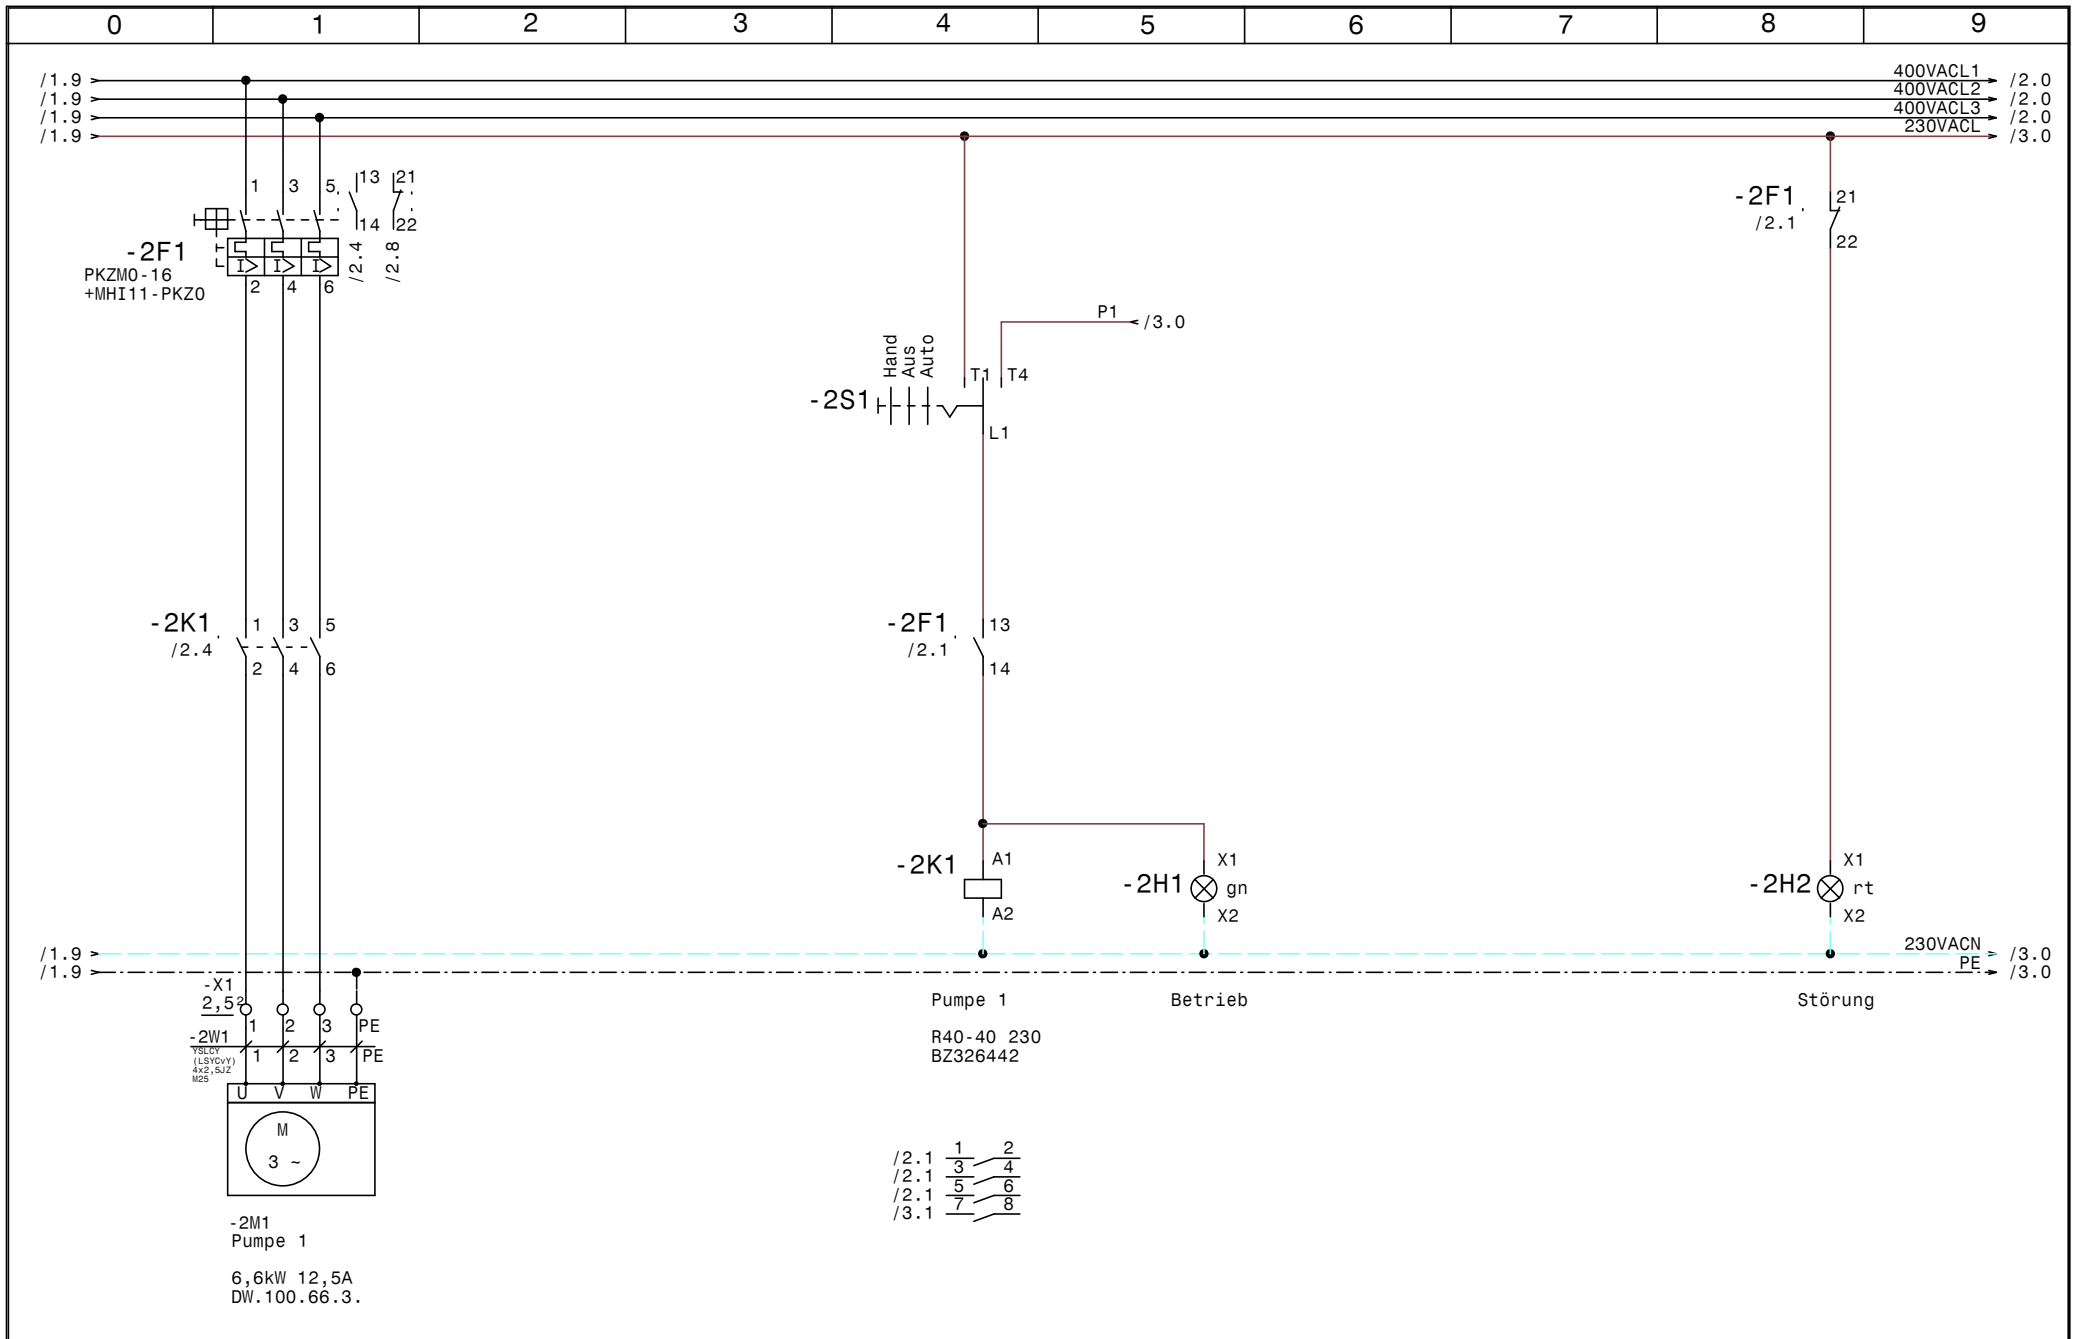 0 1 2 3 4 5 6 7 8 9
/1.9 400VACL1 /2.0
/1.9 400VACL2 /2.0
/1.9 400VACL3 /2.0
/1.9 230VACL /3.0
1 3 5 13 21
14 22
-2F1
PKZM0-16
+MHI11-PKZ0
I> I> I>
2 4 6
/2.4 /2.8
-2F1 21
/2.1
22
P1 /3.0
Hand
Aus
Auto
T1 T4
-2S1
L1
-2K1 1 3 5
/2.4
2 4 6
-2F1 13
/2.1
14
-2K1 A1
A2
X1
-2H1 gn
X2
X1
-2H2 rt
X2
/1.9 230VACN /3.0
/1.9 PE /3.0
-X1
2,5²
1 2 3 PE
-2W1
YSLCY
(LSYCvY)
4x2,5JZ
M25
1 2 3 PE
U V W PE
M
3 ~
-2M1
Pumpe 1
6,6kW 12,5A
DW.100.66.3.
Pumpe 1
R40-40 230
BZ326442
Betrieb
Störung
/2.1 1 2
/2.1 3 4
/2.1 5 6
/3.1 7 8